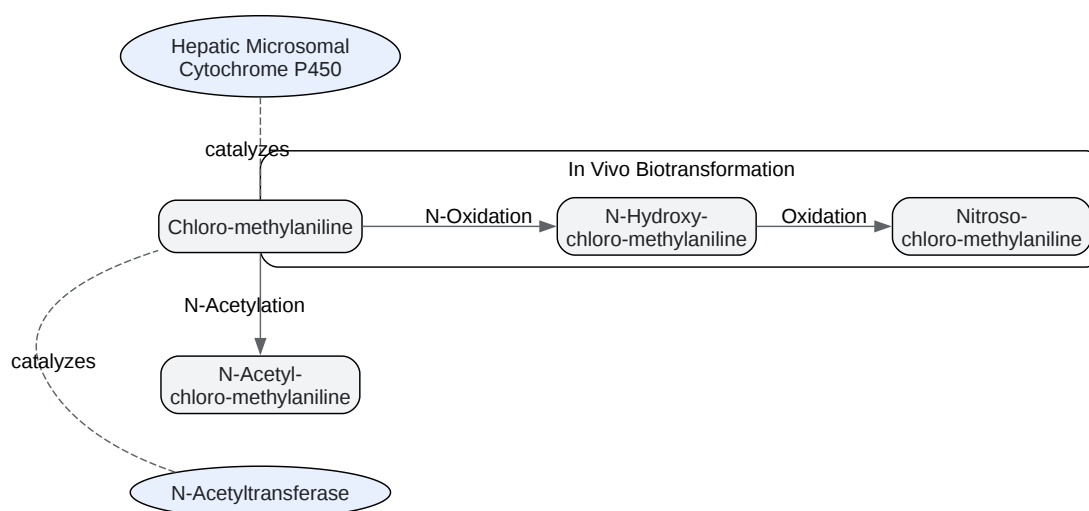 Hepatic Microsomal
Cytochrome P450
catalyzes
In Vivo Biotransformation
Chloro-methylaniline
N-Oxidation
N-Hydroxy-
chloro-methylaniline
Oxidation
Nitroso-
chloro-methylaniline
N-Acetylation
catalyzes
N-Acetyl-
chloro-methylaniline
N-Acetyltransferase